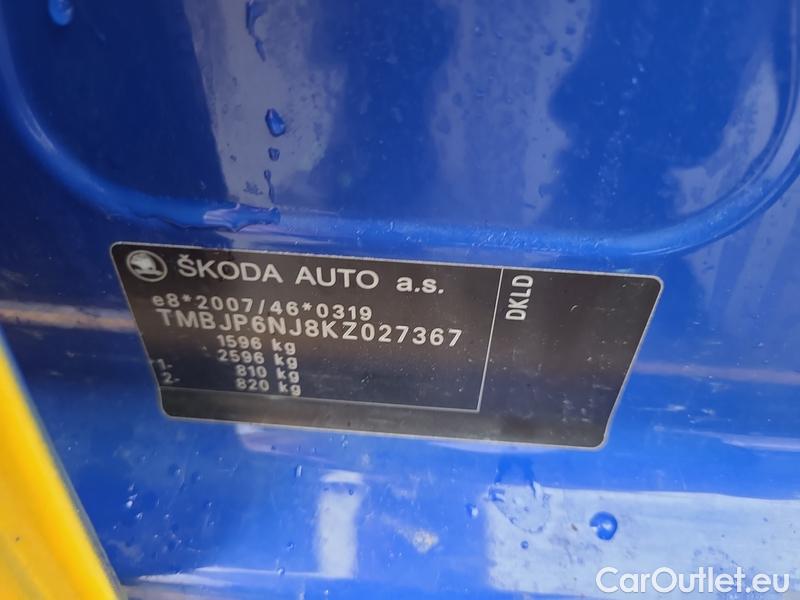 ŠKODA AUTO a.s.
e8*2007/46*0319
TMBJP6NJ8KZ027367
1596 kg
2596 kg
1- 810 kg
2- 820 kg
DKLD
CarOutlet.eu